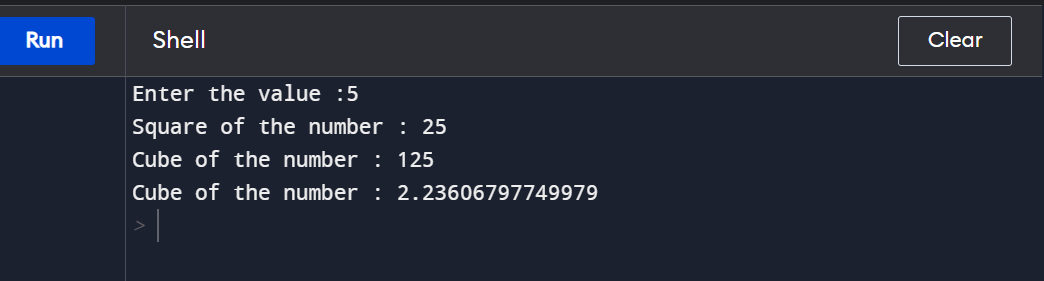 Run Shell Clear
Enter the value :5
Square of the number : 25
Cube of the number : 125
Cube of the number : 2.23606797749979
>